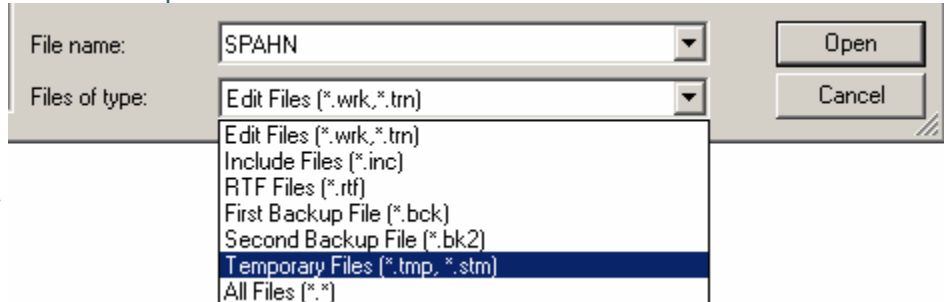 File name: SPAHN Open
Files of type: Edit Files (*.wrk,*.trn) Cancel
Edit Files (*.wrk,*.trn)
Include Files (*.inc)
RTF Files (*.rtf)
First Backup File (*.bck)
Second Backup File (*.bk2)
Temporary Files (*.tmp, *.stm)
All Files (*.*)